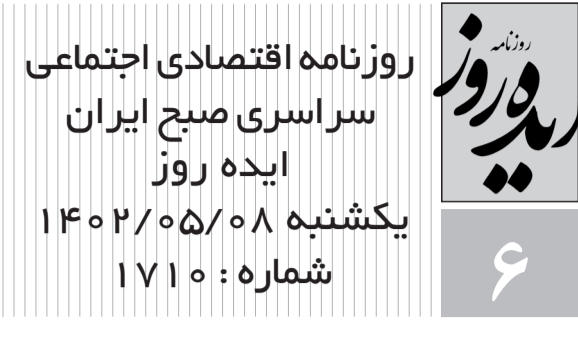 روزنامه اقتصادی اجتماعی
سراسری صبح ایران
ایده روز
یکشنبه ۱۴۰۲/۰۵/۰۸
شماره : ۱۷۱۰
روزنامه
ایده روز
۶